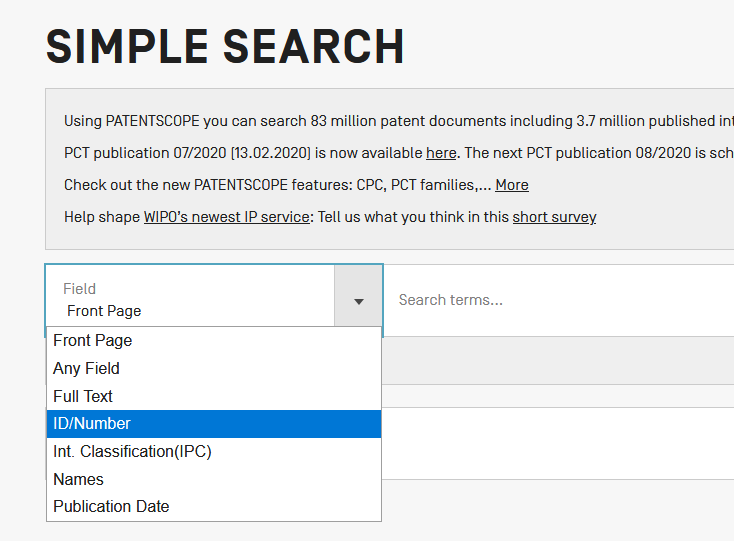 SIMPLE SEARCH
Using PATENTSCOPE you can search 83 million patent documents including 3.7 million published
PCT publication 07/2020 [13.02.2020] is now available here. The next PCT publication 08/2020 is
Check out the new PATENTSCOPE features: CPC, PCT families,... More
Help shape WIPO's newest IP service: Tell us what you think in this short survey
Field
Front Page
Search terms...
Front Page
Any Field
Full Text
ID/Number
Int. Classification(IPC)
Names
Publication Date